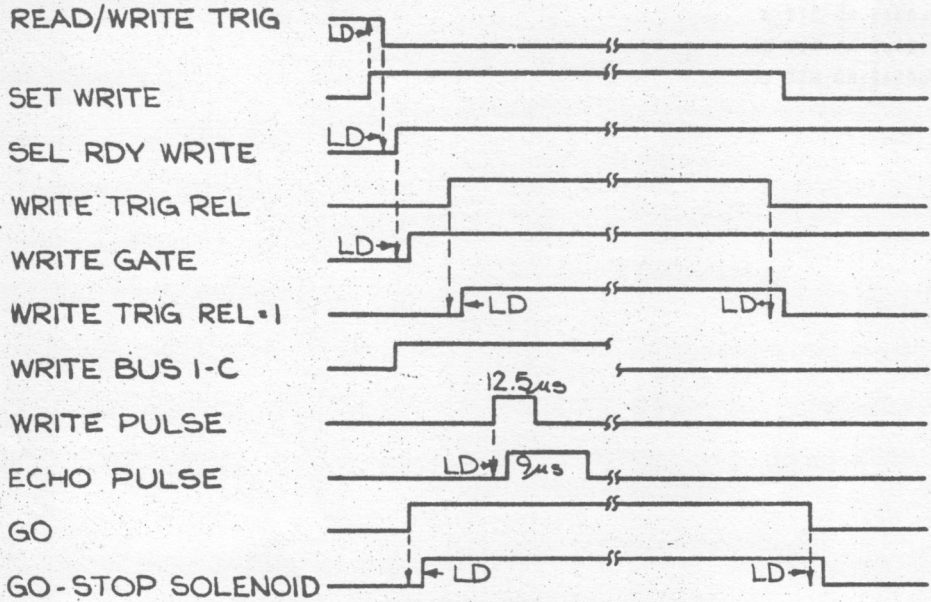 READ/WRITE TRIG
LD
SET WRITE
LD
SEL RDY WRITE
WRITE TRIG REL
LD
WRITE GATE
WRITE TRIG REL•1
LD LD
WRITE BUS 1-C
12.5μs
WRITE PULSE
LD 9μs
ECHO PULSE
GO
LD LD
GO-STOP SOLENOID